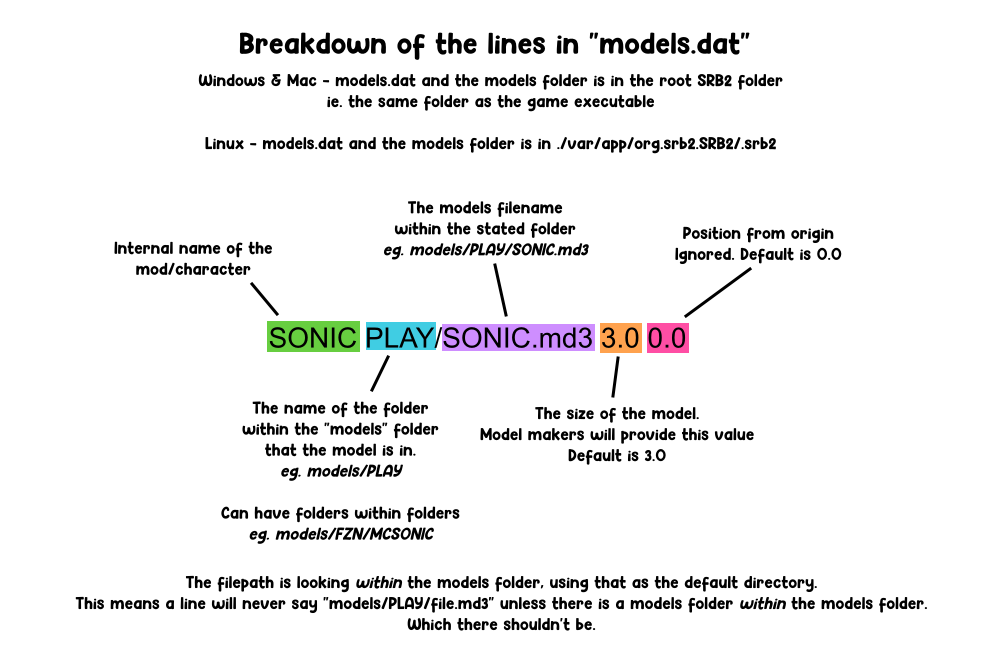 Breakdown of the lines in "models.dat"
Windows & Mac - models.dat and the models folder is in the root SRB2 folder
ie. the same folder as the game executable
Linux - models.dat and the models folder is in ./var/app/org.srb2.SRB2/.srb2
The models filename
within the stated folder
eg. models/PLAY/SONIC.md3
Internal name of the
mod/character
Position from origin
Ignored. Default is 0.0
SONIC PLAY/SONIC.md3 3.0 0.0
The name of the folder
within the "models" folder
that the model is in.
eg. models/PLAY
Can have folders within folders
eg. models/FZN/MCSONIC
The size of the model.
Model makers will provide this value
Default is 3.0
The filepath is looking within the models folder, using that as the default directory.
This means a line will never say "models/PLAY/file.md3" unless there is a models folder within the models folder.
Which there shouldn't be.